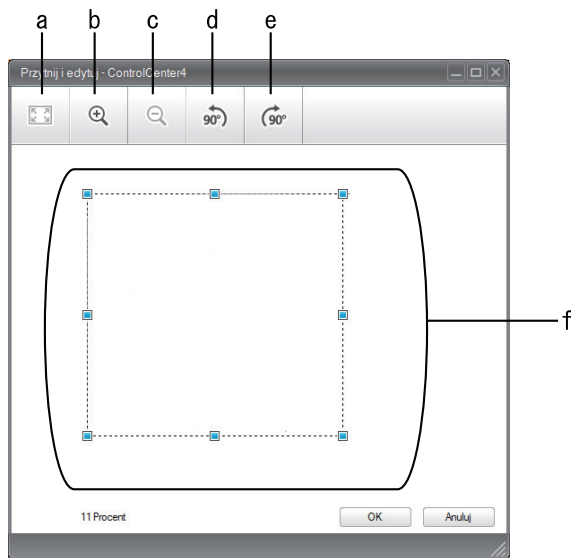 a b c d e
Przytnij i edytuj - ControlCenter4
90° 90°
f
11 Procent OK Anuluj